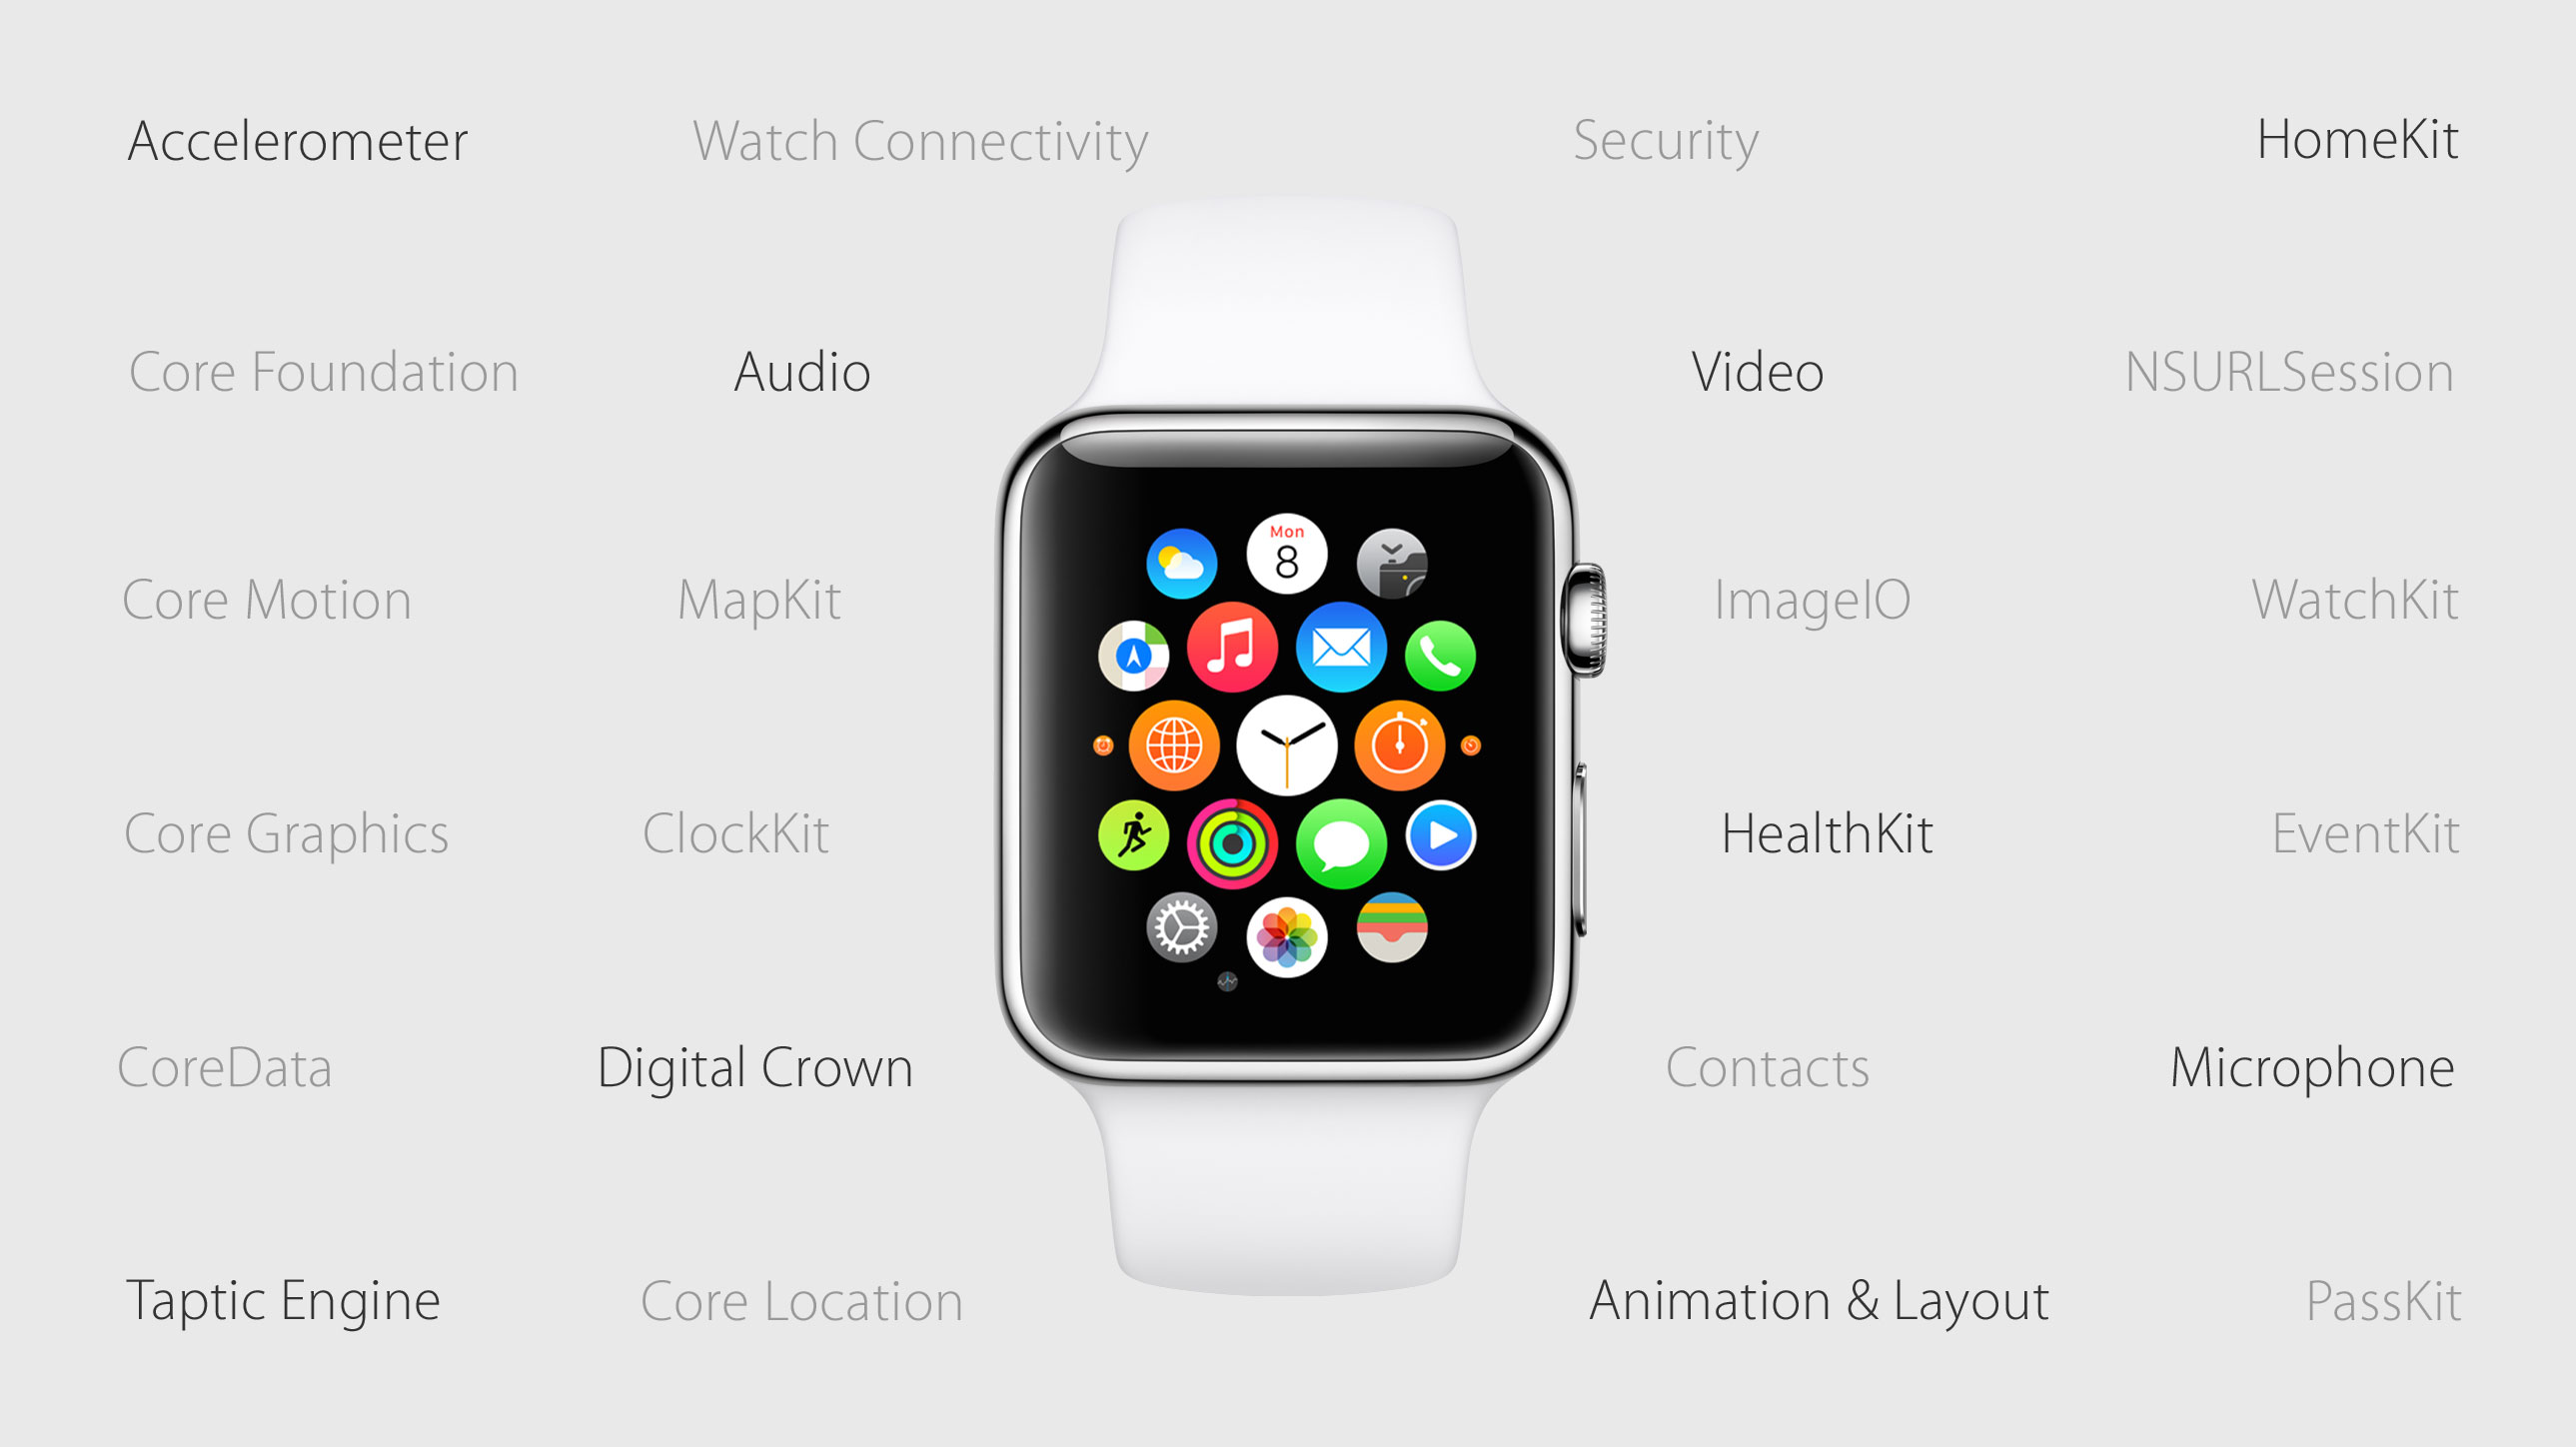 Accelerometer Watch Connectivity Security HomeKit
Core Foundation Audio Video NSURLSession
Mon
8
Core Motion MapKit ImageIO WatchKit
Core Graphics ClockKit HealthKit EventKit
CoreData Digital Crown Contacts Microphone
Taptic Engine Core Location Animation & Layout PassKit